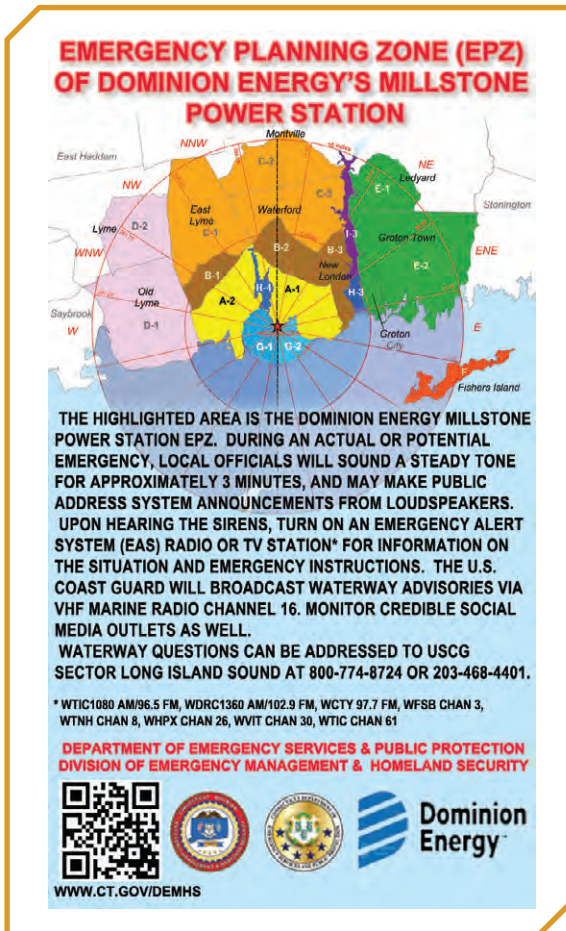 EMERGENCY PLANNING ZONE (EPZ)
OF DOMINION ENERGY'S MILLSTONE
POWER STATION
Montville
NNW
East Haddam
10 miles
NE
C-2
Ledyard
NW
E-1
Stonington
East
Lyme
Waterford
C-3
Lyme
D-2
C-1
Groton Town
WNW
I-3
B-2
B-3
ENE
New
London
E-2
B-1
Old
Lyme
H-1
A-1
H-3
A-2
Saybrook
W
D-1
G-1
G-2
Groton
City
E
F
Fishers Island
THE HIGHLIGHTED AREA IS THE DOMINION ENERGY MILLSTONE
POWER STATION EPZ. DURING AN ACTUAL OR POTENTIAL
EMERGENCY, LOCAL OFFICIALS WILL SOUND A STEADY TONE
FOR APPROXIMATELY 3 MINUTES, AND MAY MAKE PUBLIC
ADDRESS SYSTEM ANNOUNCEMENTS FROM LOUDSPEAKERS.
UPON HEARING THE SIRENS, TURN ON AN EMERGENCY ALERT
SYSTEM (EAS) RADIO OR TV STATION* FOR INFORMATION ON
THE SITUATION AND EMERGENCY INSTRUCTIONS. THE U.S.
COAST GUARD WILL BROADCAST WATERWAY ADVISORIES VIA
VHF MARINE RADIO CHANNEL 16. MONITOR CREDIBLE SOCIAL
MEDIA OUTLETS AS WELL.
WATERWAY QUESTIONS CAN BE ADDRESSED TO USCG
SECTOR LONG ISLAND SOUND AT 800-774-8724 OR 203-468-4401.
* WTIC1080 AM/96.5 FM, WDRC1360 AM/102.9 FM, WCTY 97.7 FM, WFSB CHAN 3,
WTNH CHAN 8, WHPX CHAN 26, WVIT CHAN 30, WTIC CHAN 61
DEPARTMENT OF EMERGENCY SERVICES & PUBLIC PROTECTION
DIVISION OF EMERGENCY MANAGEMENT & HOMELAND SECURITY
Dominion
Energy
WWW.CT.GOV/DEMHS